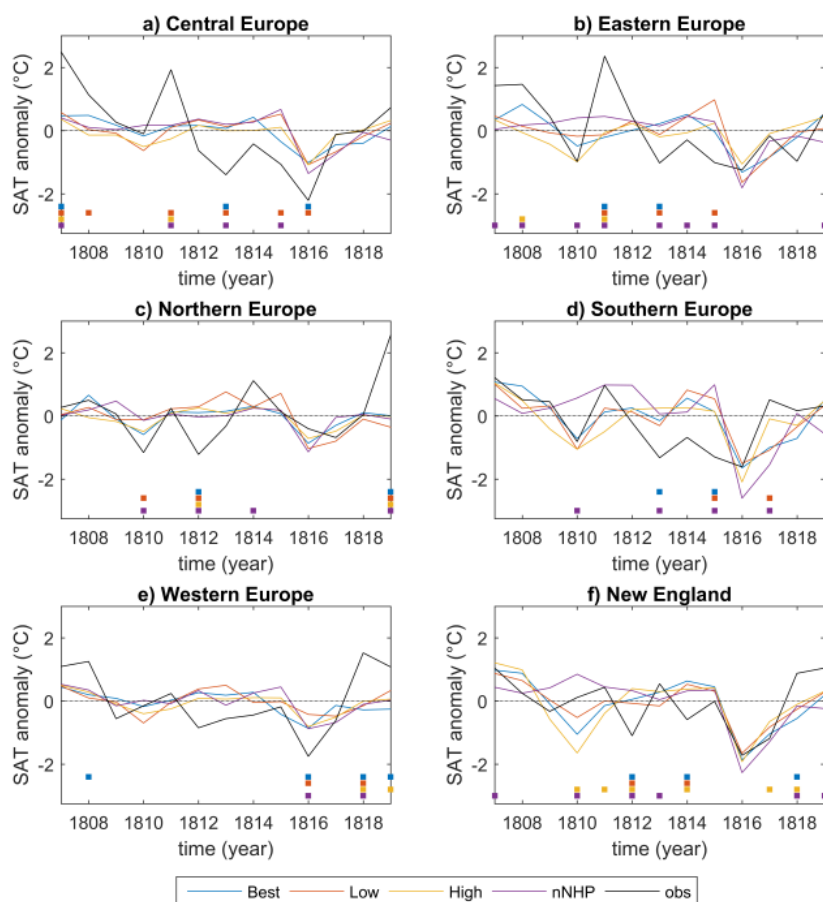 a) Central Europe
b) Eastern Europe
SAT anomaly (°C)
2
0
-2
1808 1810 1812 1814 1816 1818
time (year)
SAT anomaly (°C)
2
0
-2
1808 1810 1812 1814 1816 1818
time (year)
c) Northern Europe
d) Southern Europe
SAT anomaly (°C)
2
0
-2
1808 1810 1812 1814 1816 1818
time (year)
SAT anomaly (°C)
2
0
-2
1808 1810 1812 1814 1816 1818
time (year)
e) Western Europe
f) New England
SAT anomaly (°C)
2
0
-2
1808 1810 1812 1814 1816 1818
time (year)
SAT anomaly (°C)
2
0
-2
1808 1810 1812 1814 1816 1818
time (year)
Best Low High nNHP obs